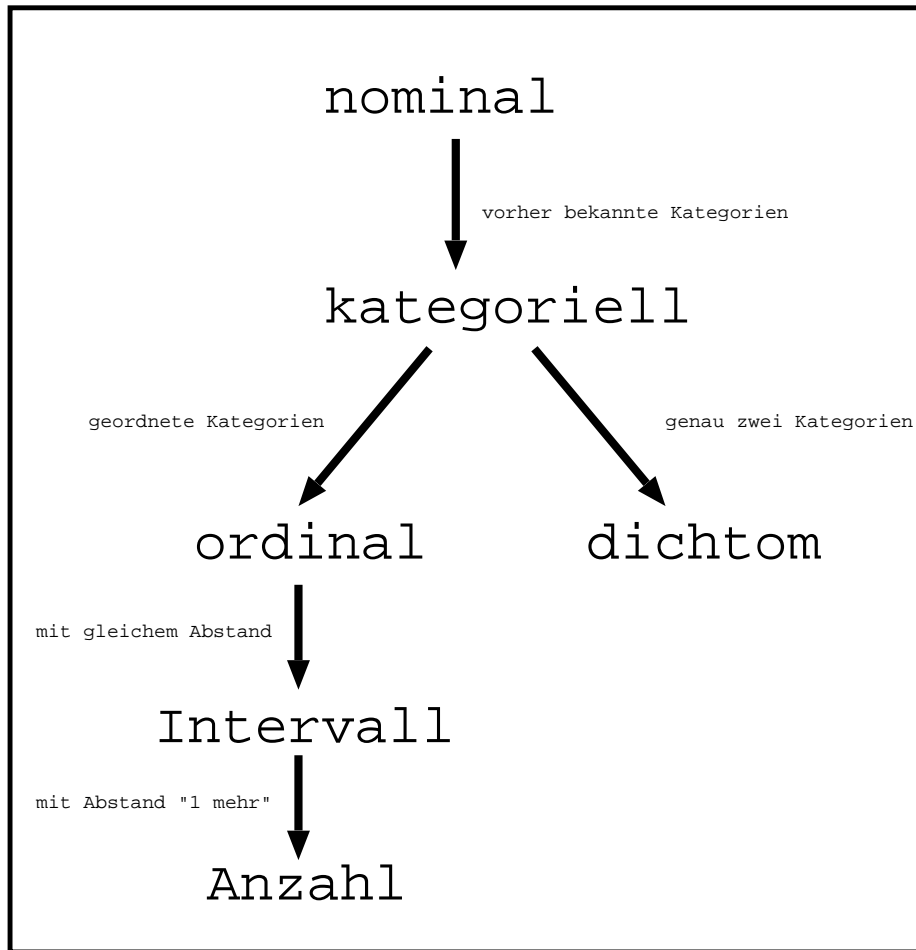 nominal
vorher bekannte Kategorien
kategoriell
geordnete Kategorien
genau zwei Kategorien
ordinal
dichtom
mit gleichem Abstand
Intervall
mit Abstand "1 mehr"
Anzahl